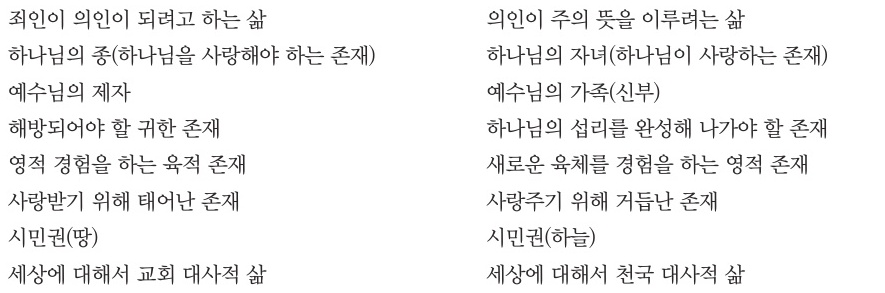 죄인이 의인이 되려고 하는 삶
의인이 주의 뜻을 이루려는 삶
하나님의 종(하나님을 사랑해야 하는 존재)
하나님의 자녀(하나님이 사랑하는 존재)
예수님의 제자
예수님의 가족(신부)
해방되어야 할 귀한 존재
하나님의 섭리를 완성해 나가야 할 존재
영적 경험을 하는 육적 존재
새로운 육체를 경험을 하는 영적 존재
사랑받기 위해 태어난 존재
사랑주기 위해 거듭난 존재
시민권(땅)
시민권(하늘)
세상에 대해서 교회 대사적 삶
세상에 대해서 천국 대사적 삶